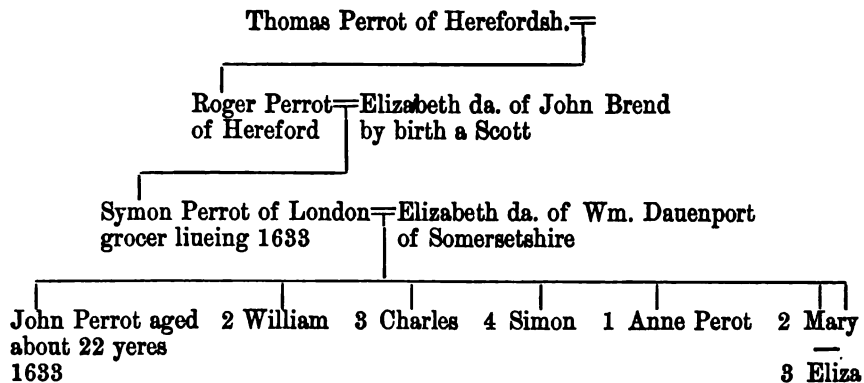 Thomas Perrot of Herefordsh.
Roger Perrot=Elizabeth da. of John Brend
of Hereford by birth a Scott
Symon Perrot of London=Elizabeth da. of Wm. Dauenport
grocer liueing 1633 of Somersetshire
John Perrot aged 2 William 3 Charles 4 Simon 1 Anne Perot 2 Mary
about 22 yeres
1633 3 Eliza